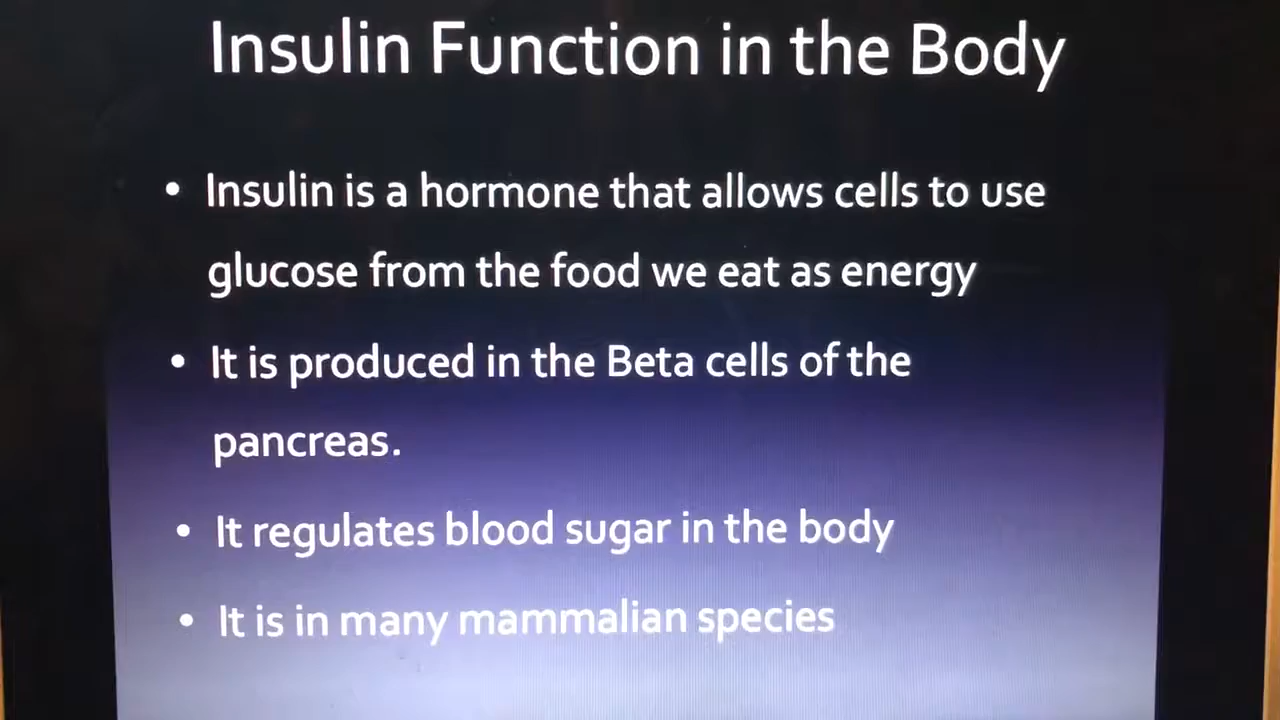 Insulin Function in the Body
• Insulin is a hormone that allows cells to use
glucose from the food we eat as energy
• It is produced in the Beta cells of the
pancreas.
• It regulates blood sugar in the body
• It is in many mammalian species